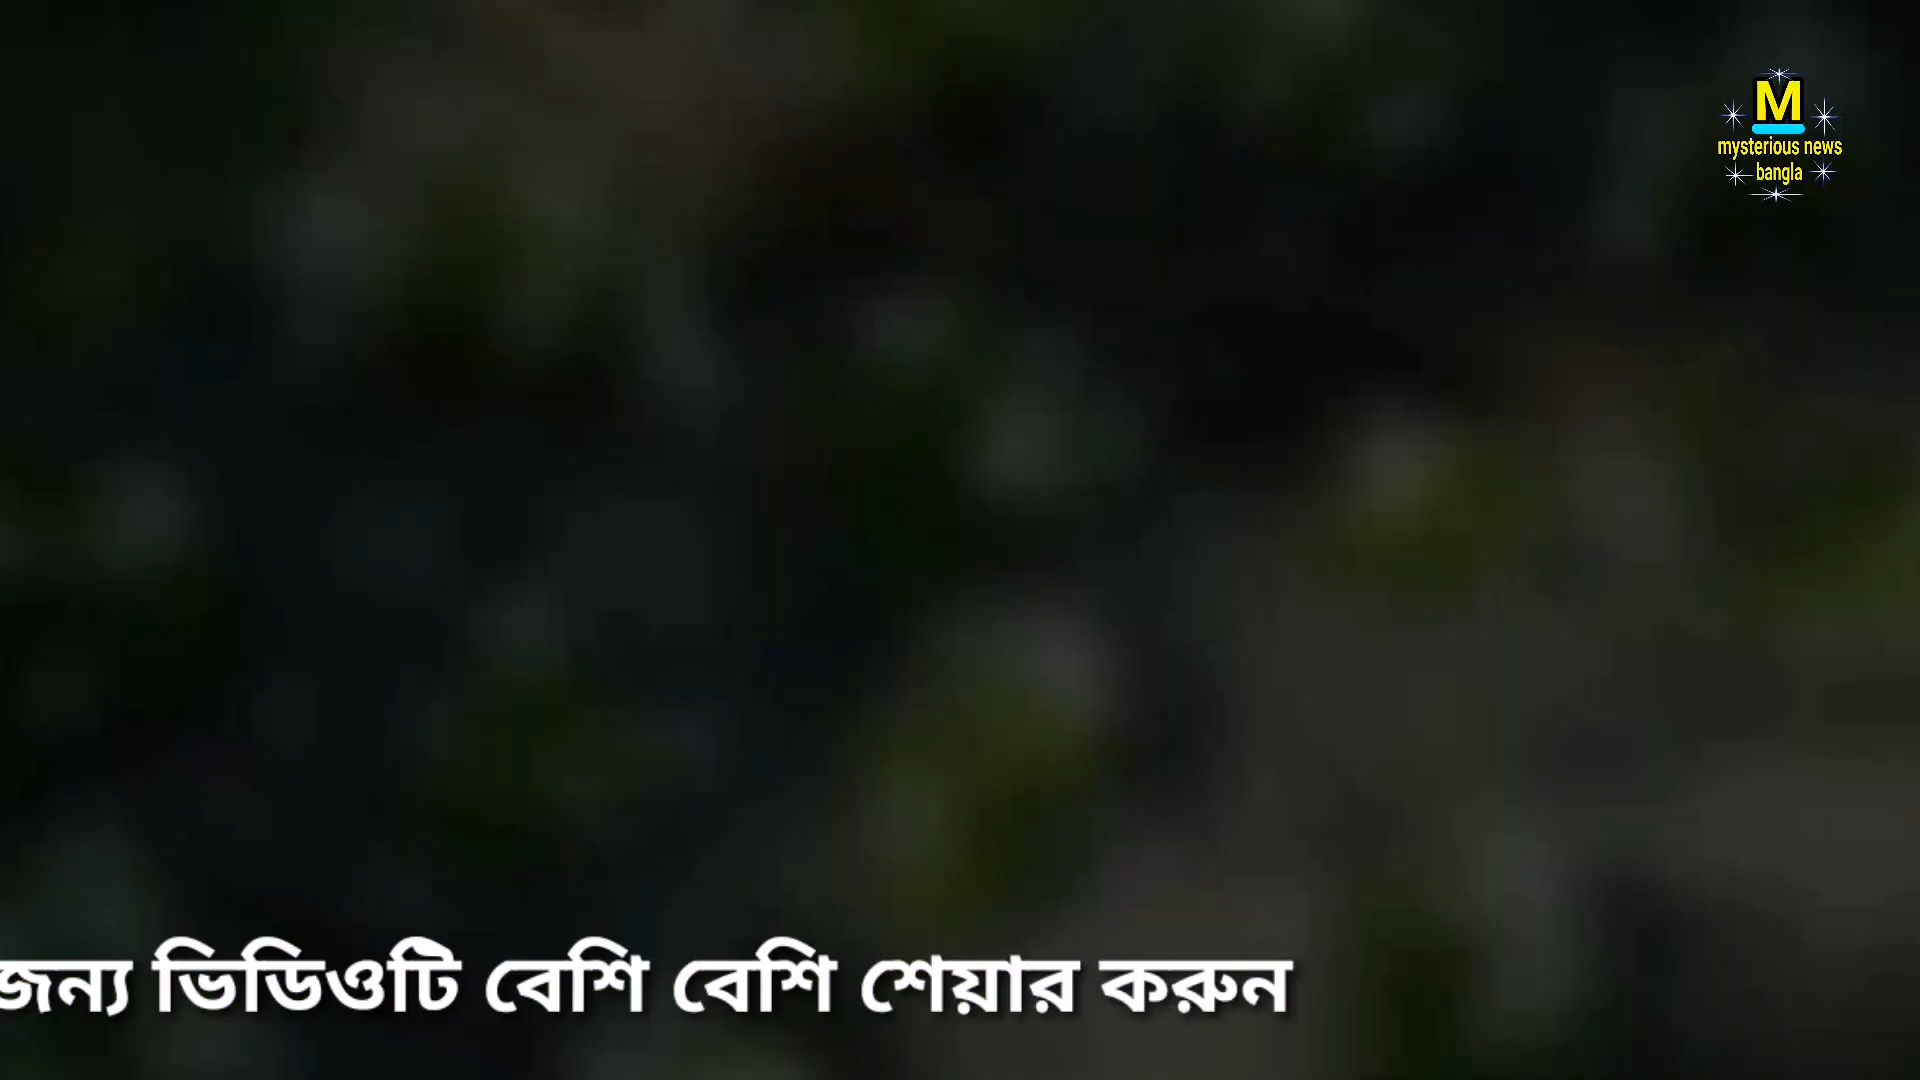 M
mysterious news
bangla
জন্য ভিডিওটি বেশি বেশি শেয়ার করুন